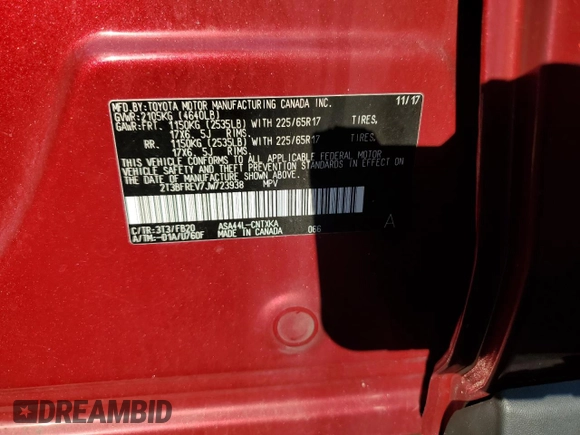 MFD.BY:TOYOTA MOTOR MANUFACTURING CANADA INC. 11/17
GVWR:2105KG (4640LB)
GAWR:FRT. 1150KG (2535LB) WITH 225/65R17 TIRES,
17X6.5J RIMS,
RR. 1150KG (2535LB) WITH 225/65R17 TIRES,
17X6.5J RIMS.
THIS VEHICLE CONFORMS TO ALL APPLICABLE FEDERAL MOTOR
VEHICLE SAFETY AND THEFT PREVENTION STANDARDS IN EFFECT ON
THE DATE OF MANUFACTURE SHOWN ABOVE.
2T3BFREV7JW723938 MPV
A
C/TR:3T3/FB20 ASA44L-CNTXKA 066
A/TM:-01A/U760F MADE IN CANADA
DREAMBID